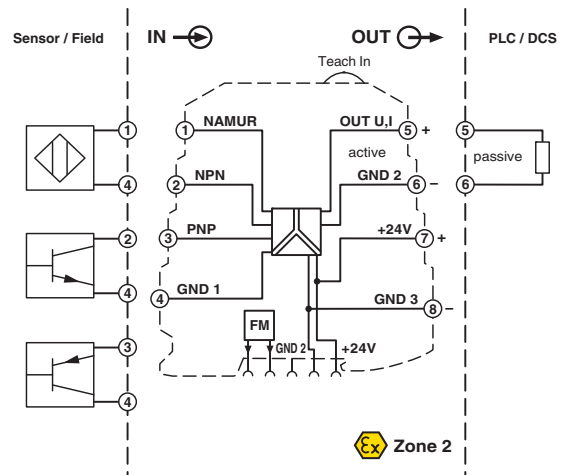 Sensor / Field
IN
OUT
PLC / DCS
Teach In
1
4
2
4
3
4
1
NAMUR
2
NPN
3
PNP
4
GND 1
OUT U,I
5
+
active
GND 2
6
–
+24V
7
+
GND 3
8
–
5
passive
6
FM
GND 2
+24V
Ex
Zone 2